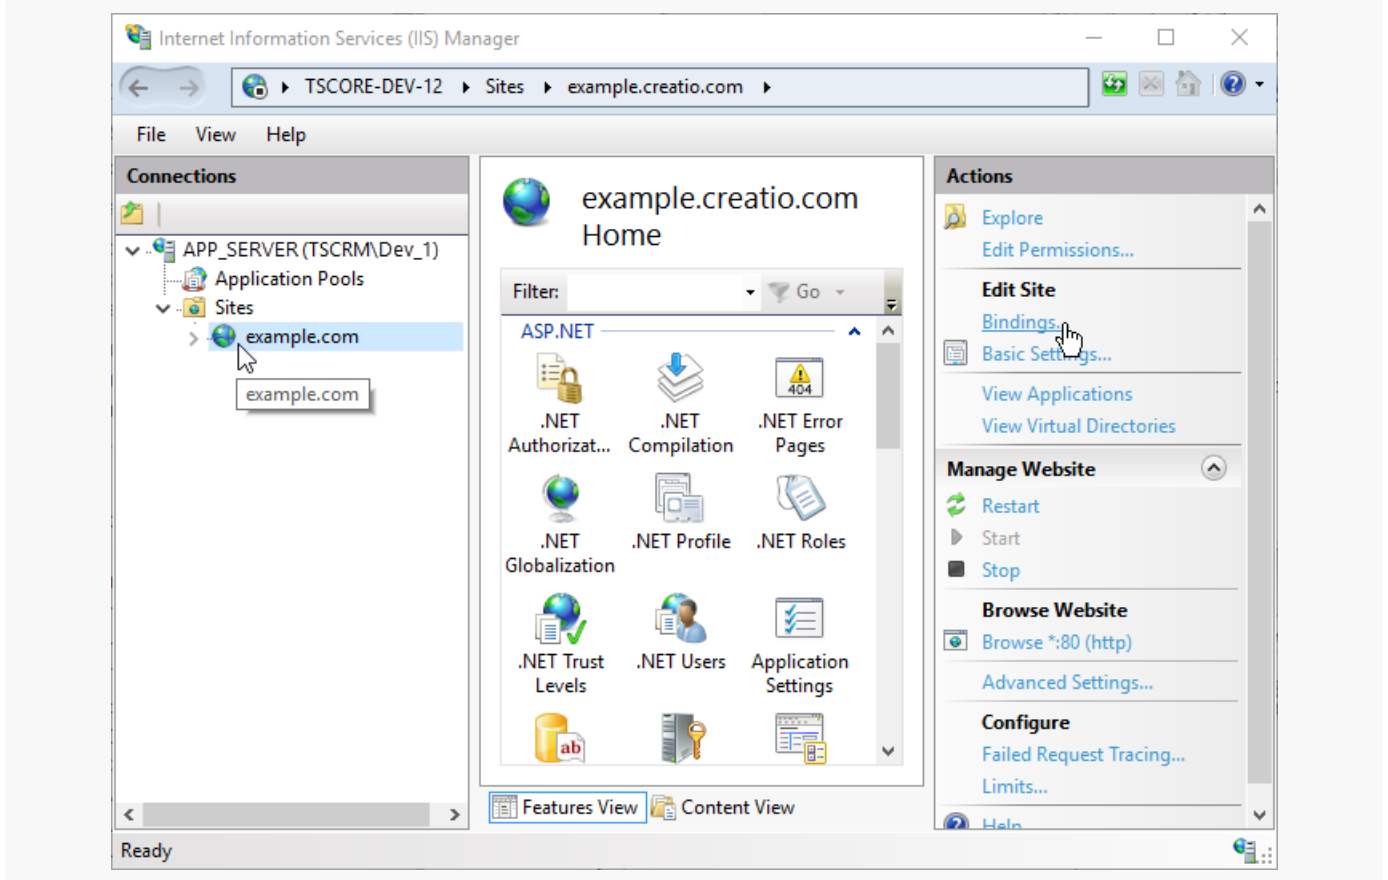 Internet Information Services (IIS) Manager
TSCORE-DEV-12 Sites example.creatio.com
File View Help
Connections
APP_SERVER (TSCRM\Dev_1)
Application Pools
Sites
example.com
example.com
example.creatio.com
Home
Filter: Go
ASP.NET
.NET
Authorizat...
.NET
Compilation
.NET Error
Pages
404
.NET
Globalization
.NET Profile
.NET Roles
.NET Trust
Levels
.NET Users
Application
Settings
ab
Features View
Content View
Actions
Explore
Edit Permissions...
Edit Site
Bindings...
Basic Settings...
View Applications
View Virtual Directories
Manage Website
Restart
Start
Stop
Browse Website
Browse *:80 (http)
Advanced Settings...
Configure
Failed Request Tracing...
Limits...
Help
Ready